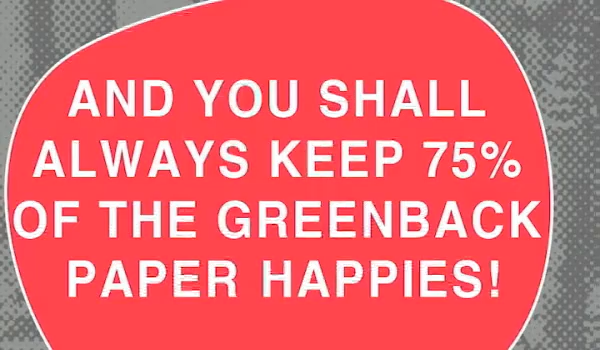 AND YOU SHALL
ALWAYS KEEP 75%
OF THE GREENBACK
PAPER HAPPIES!